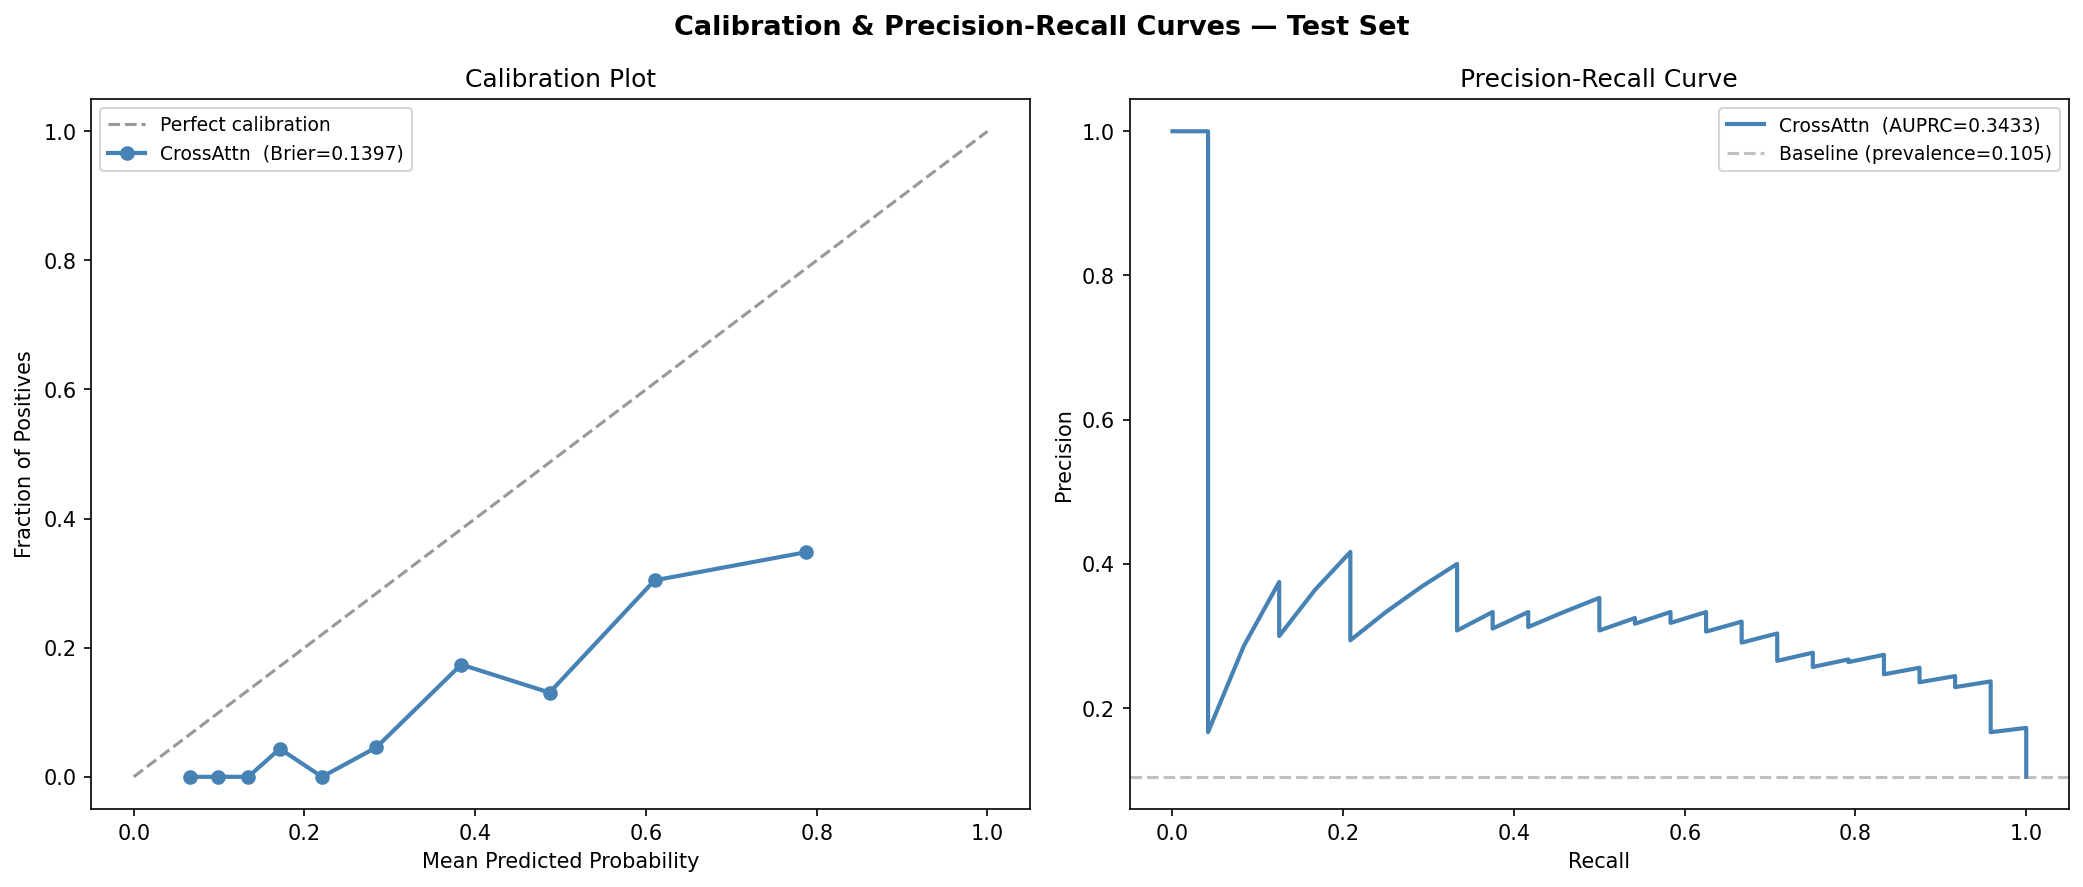 Calibration & Precision-Recall Curves — Test Set
Calibration Plot
Perfect calibration
CrossAttn (Brier=0.1397)
1.0
0.8
0.6
0.4
0.2
0.0
Fraction of Positives
0.0 0.2 0.4 0.6 0.8 1.0
Mean Predicted Probability
Precision-Recall Curve
CrossAttn (AUPRC=0.3433)
Baseline (prevalence=0.105)
1.0
0.8
0.6
0.4
0.2
Precision
0.0 0.2 0.4 0.6 0.8 1.0
Recall